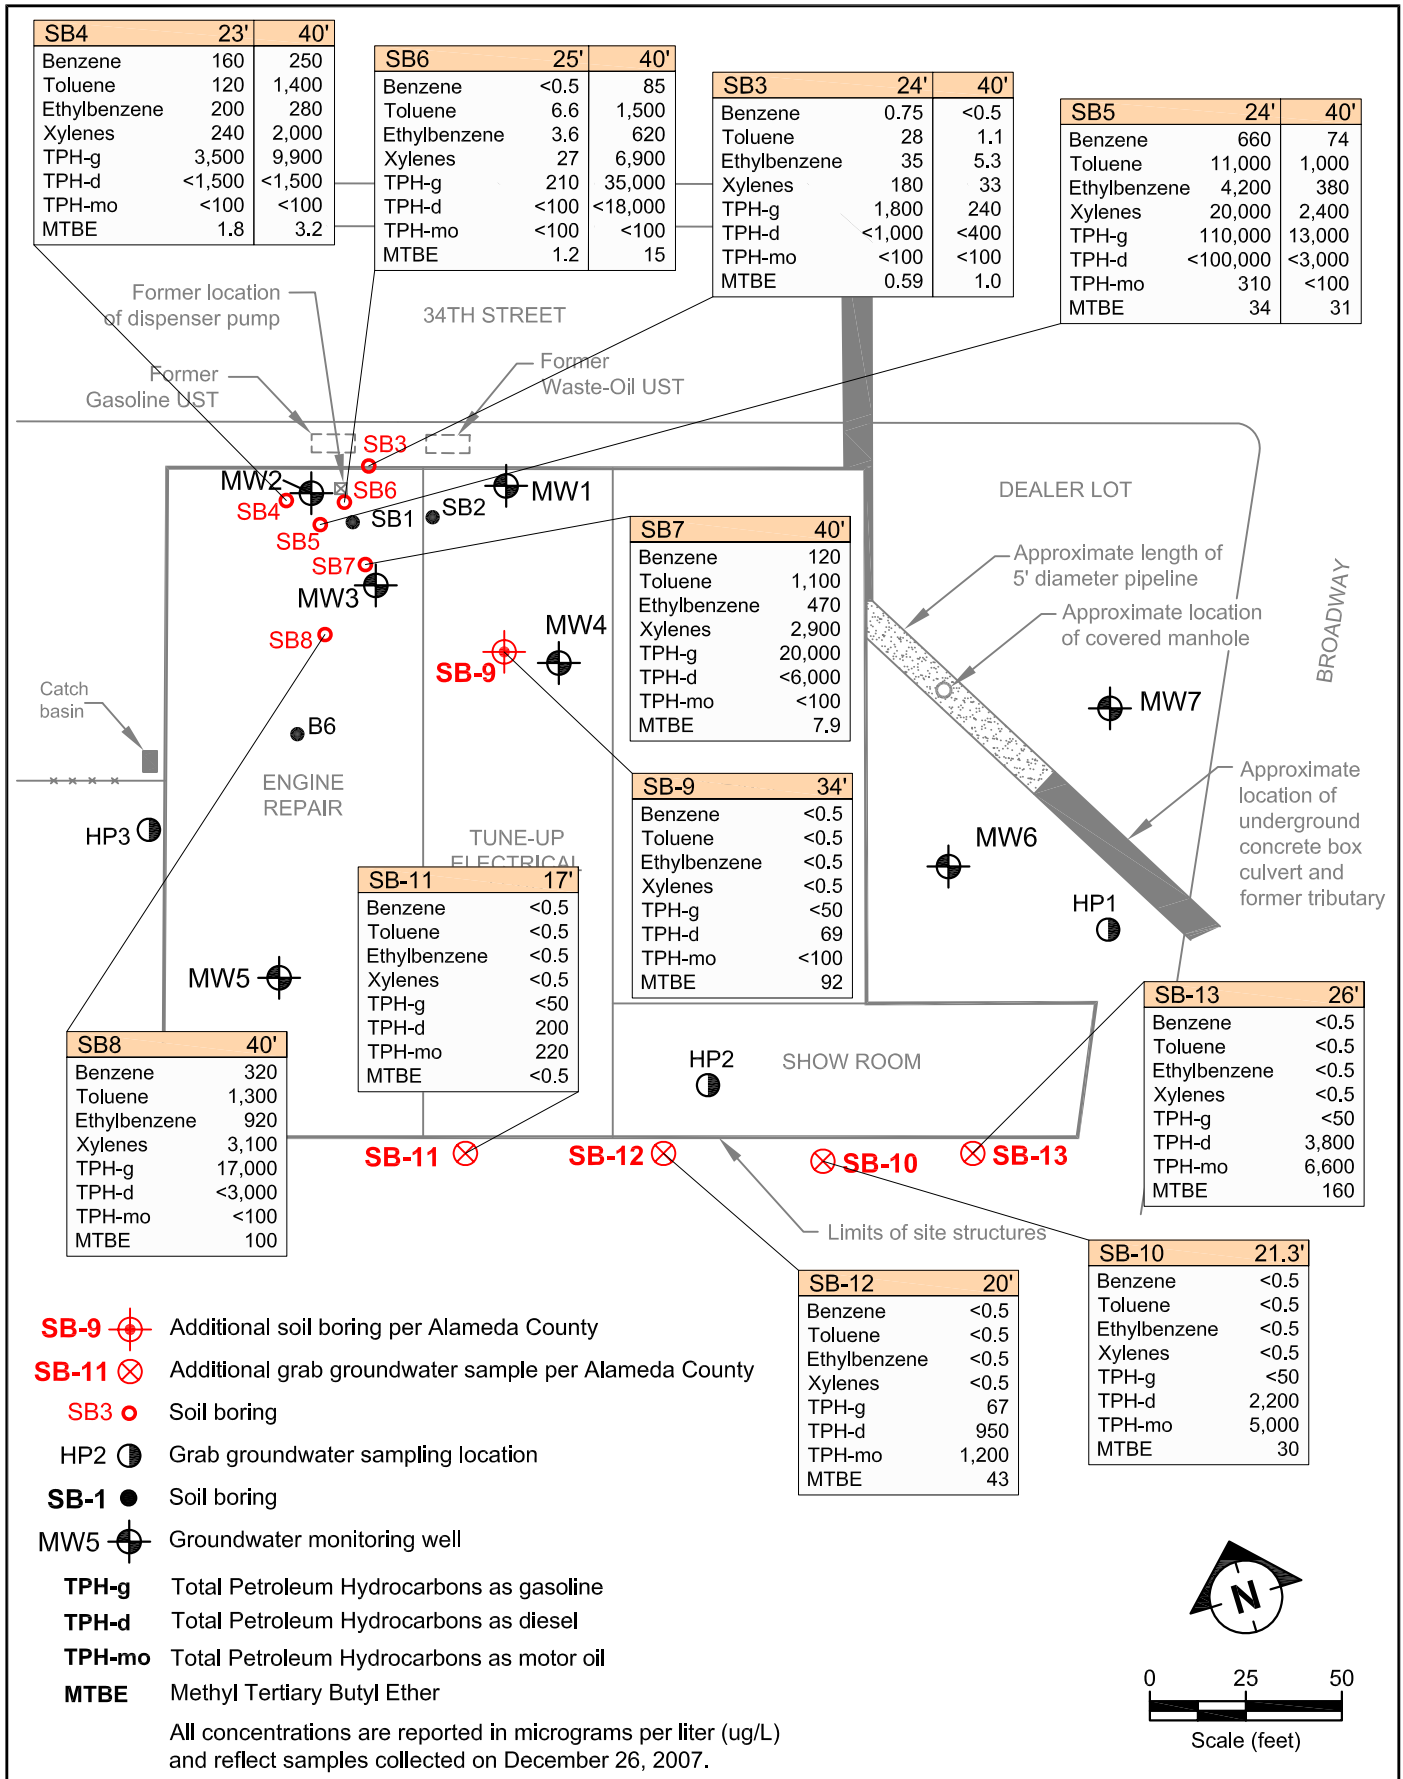 SB4 23' 40'
Benzene 160 250
Toluene 120 1,400
Ethylbenzene 200 280
Xylenes 240 2,000
TPH-g 3,500 9,900
TPH-d <1,500 <1,500
TPH-mo <100 <100
MTBE 1.8 3.2
SB6 25' 40'
Benzene <0.5 85
Toluene 6.6 1,500
Ethylbenzene 3.6 620
Xylenes 27 6,900
TPH-g 210 35,000
TPH-d <100 <18,000
TPH-mo <100 <100
MTBE 1.2 15
SB3 24' 40'
Benzene 0.75 <0.5
Toluene 28 1.1
Ethylbenzene 35 5.3
Xylenes 180 33
TPH-g 1,800 240
TPH-d <1,000 <400
TPH-mo <100 <100
MTBE 0.59 1.0
SB5 24' 40'
Benzene 660 74
Toluene 11,000 1,000
Ethylbenzene 4,200 380
Xylenes 20,000 2,400
TPH-g 110,000 13,000
TPH-d <100,000 <3,000
TPH-mo 310 <100
MTBE 34 31
Former location
of dispenser pump
34TH STREET
Former
Gasoline UST
Former
Waste-Oil UST
SB3
MW2
SB6
SB4
SB1
SB2
MW1
SB5
SB7
MW3
SB8
MW4
SB-9
DEALER LOT
Approximate length of
5' diameter pipeline
Approximate location
of covered manhole
BROADWAY
MW7
SB7 40'
Benzene 120
Toluene 1,100
Ethylbenzene 470
Xylenes 2,900
TPH-g 20,000
TPH-d <6,000
TPH-mo <100
MTBE 7.9
Catch
basin
B6
ENGINE
REPAIR
HP3
TUNE-UP
ELECTRICAL
SB-9 34'
Benzene <0.5
Toluene <0.5
Ethylbenzene <0.5
Xylenes <0.5
TPH-g <50
TPH-d 69
TPH-mo <100
MTBE 92
MW6
Approximate
location of
underground
concrete box
culvert and
former tributary
HP1
SB-11 17'
Benzene <0.5
Toluene <0.5
Ethylbenzene <0.5
Xylenes <0.5
TPH-g <50
TPH-d 200
TPH-mo 220
MTBE <0.5
MW5
SB-13 26'
Benzene <0.5
Toluene <0.5
Ethylbenzene <0.5
Xylenes <0.5
TPH-g <50
TPH-d 3,800
TPH-mo 6,600
MTBE 160
SB8 40'
Benzene 320
Toluene 1,300
Ethylbenzene 920
Xylenes 3,100
TPH-g 17,000
TPH-d <3,000
TPH-mo <100
MTBE 100
HP2
SHOW ROOM
SB-11
SB-12
SB-10
SB-13
Limits of site structures
SB-12 20'
Benzene <0.5
Toluene <0.5
Ethylbenzene <0.5
Xylenes <0.5
TPH-g 67
TPH-d 950
TPH-mo 1,200
MTBE 43
SB-10 21.3'
Benzene <0.5
Toluene <0.5
Ethylbenzene <0.5
Xylenes <0.5
TPH-g <50
TPH-d 2,200
TPH-mo 5,000
MTBE 30
SB-9 Additional soil boring per Alameda County
SB-11 Additional grab groundwater sample per Alameda County
SB3 Soil boring
HP2 Grab groundwater sampling location
SB-1 Soil boring
MW5 Groundwater monitoring well
TPH-g Total Petroleum Hydrocarbons as gasoline
TPH-d Total Petroleum Hydrocarbons as diesel
TPH-mo Total Petroleum Hydrocarbons as motor oil
MTBE Methyl Tertiary Butyl Ether
All concentrations are reported in micrograms per liter (ug/L)
and reflect samples collected on December 26, 2007.
N
0 25 50
Scale (feet)